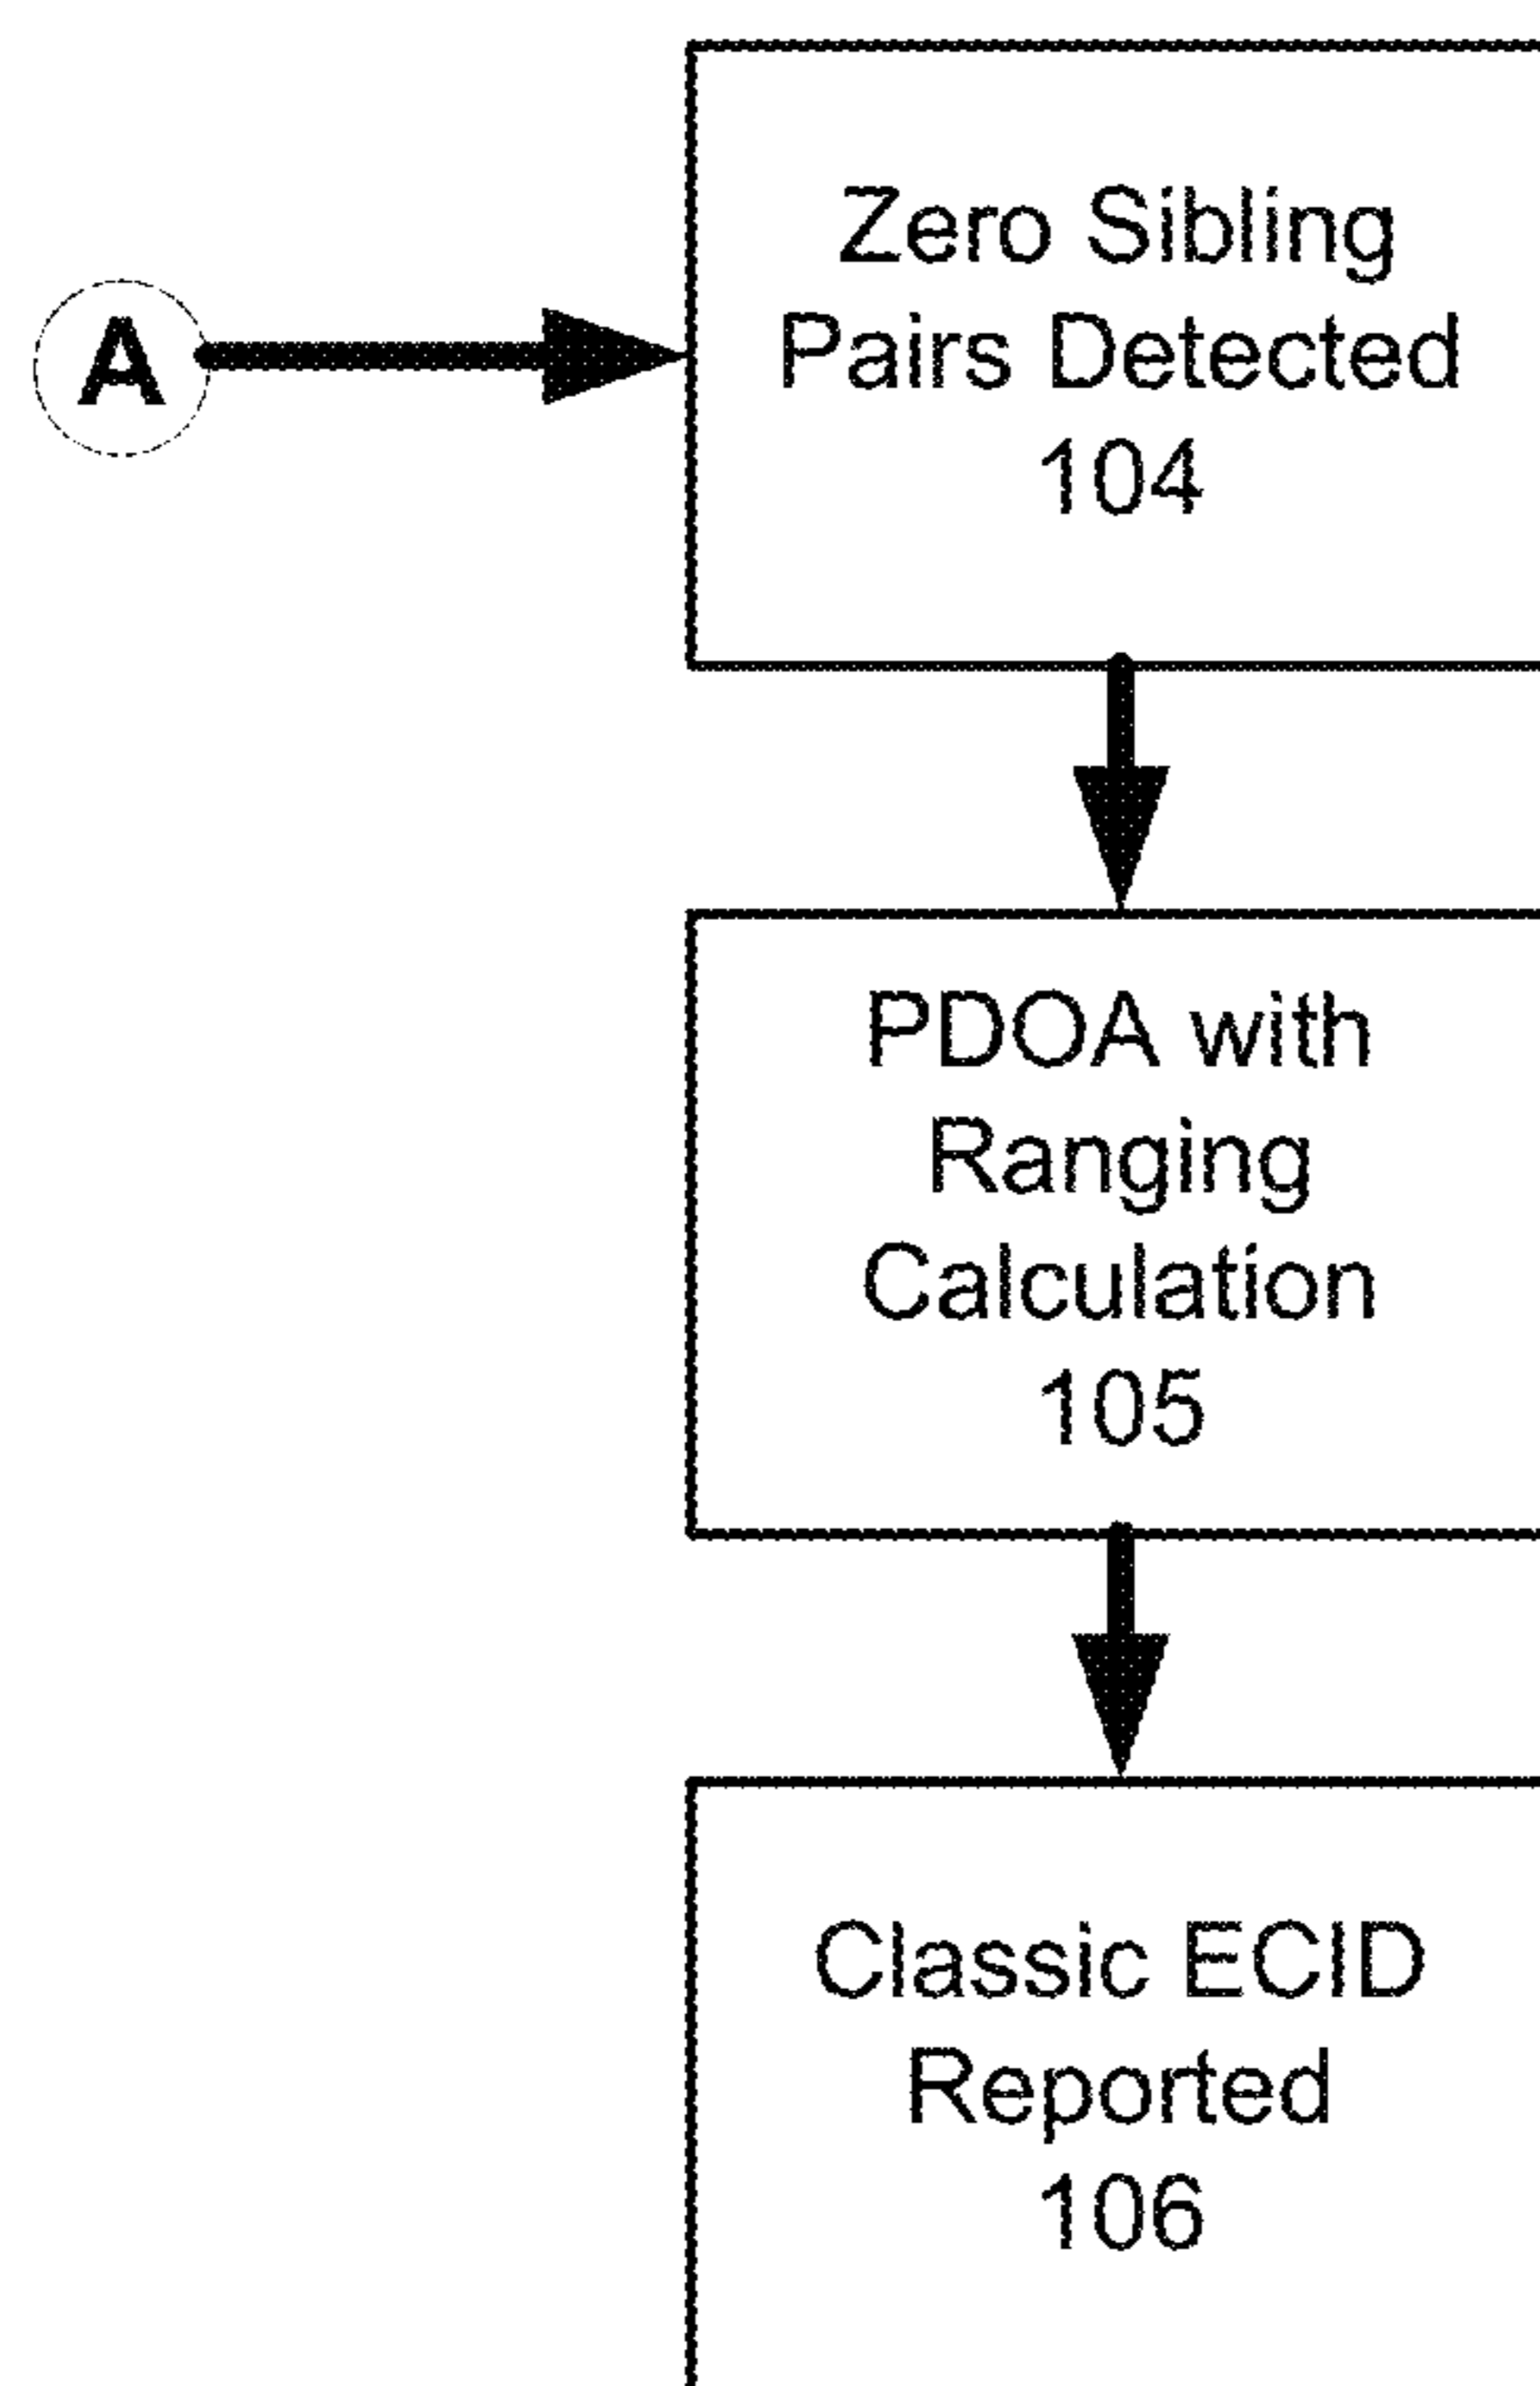 A
Zero Sibling
Pairs Detected
104
PDOA with
Ranging
Calculation
105
Classic ECID
Reported
106